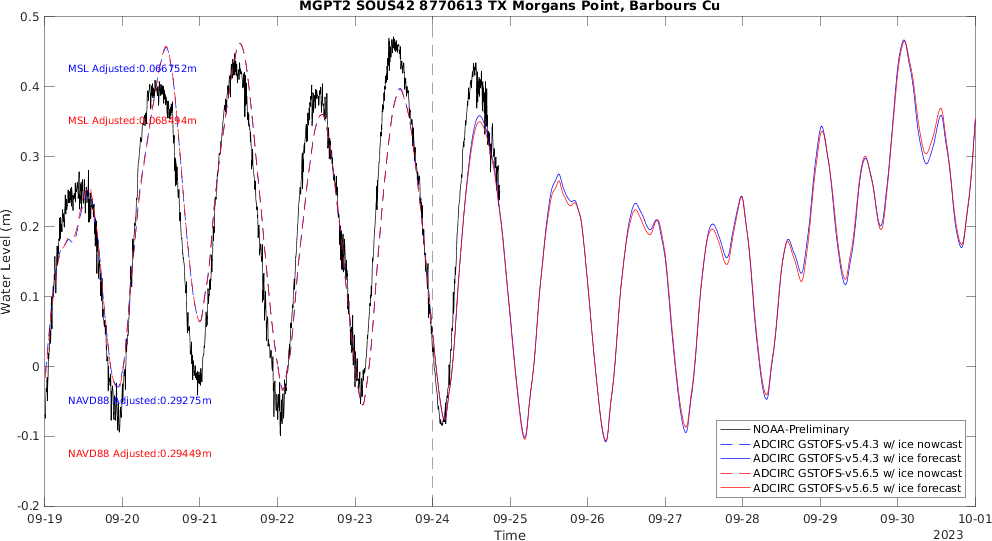 MGPT2 SOUS42 8770613 TX Morgans Point, Barbours Cu
0.5
0.4
0.3
0.2
0.1
0
-0.1
-0.2
Water Level (m)
MSL Adjusted:0.066752m
MSL Adjusted:0.068494m
NAVD88 Adjusted:0.29275m
NAVD88 Adjusted:0.29449m
NOAA-Preliminary
ADCIRC GSTOFS-v5.4.3 w/ ice nowcast
ADCIRC GSTOFS-v5.4.3 w/ ice forecast
ADCIRC GSTOFS-v5.6.5 w/ ice nowcast
ADCIRC GSTOFS-v5.6.5 w/ ice forecast
09-19 09-20 09-21 09-22 09-23 09-24 09-25 09-26 09-27 09-28 09-29 09-30 10-01
Time
2023